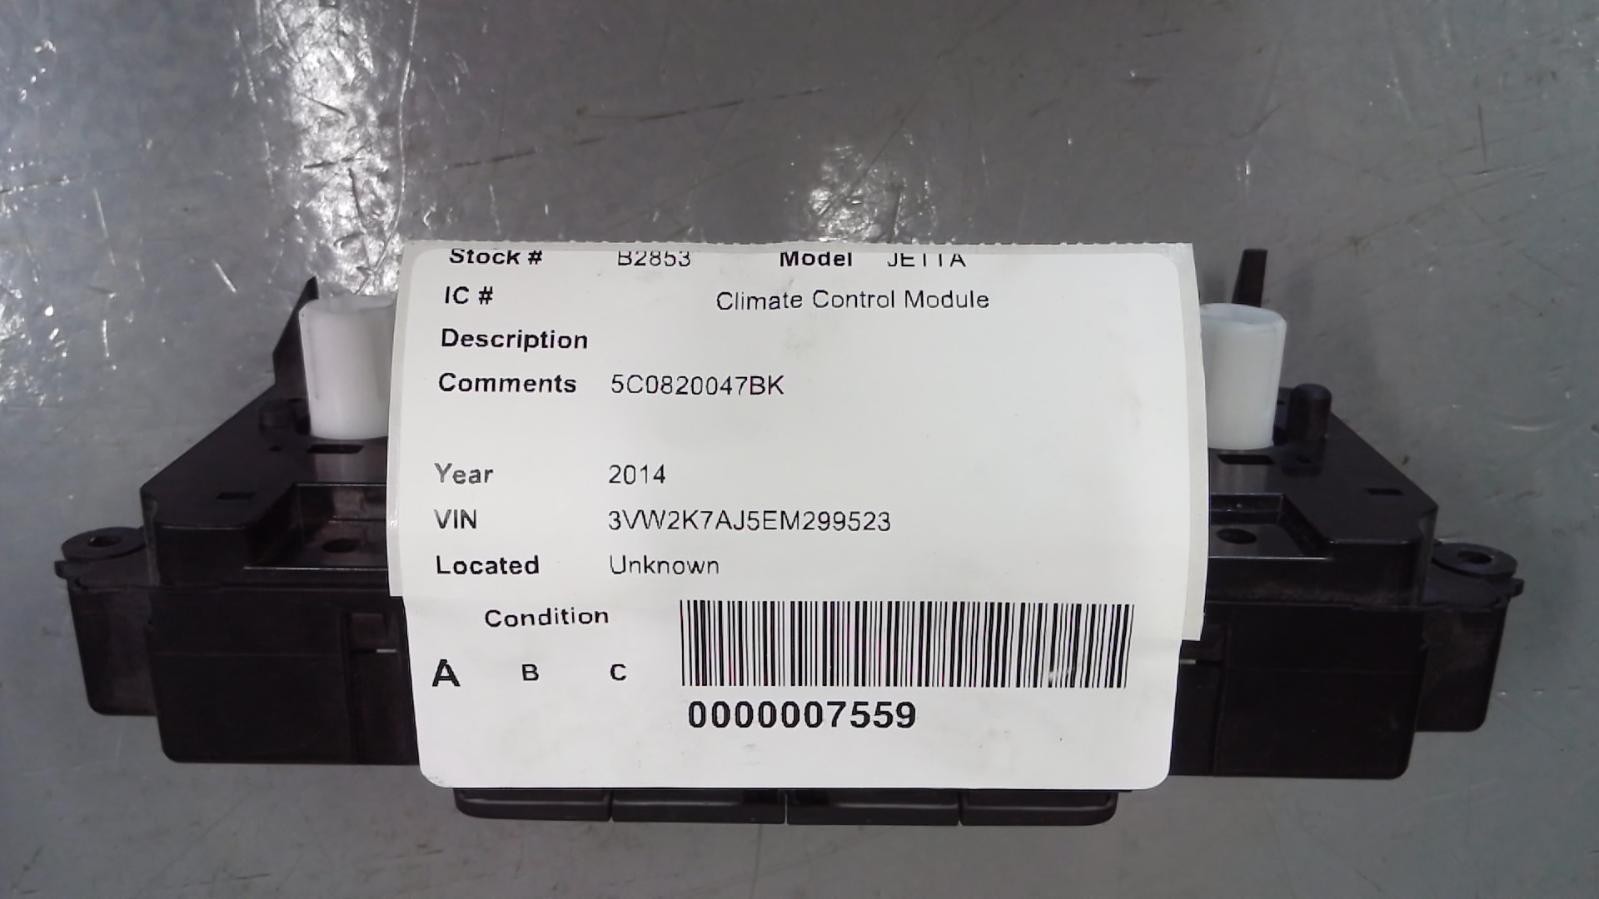 Stock # B2853 Model JETTA
IC # Climate Control Module
Description
Comments 5C0820047BK
Year 2014
VIN 3VW2K7AJ5EM299523
Located Unknown
Condition
A B C
0000007559